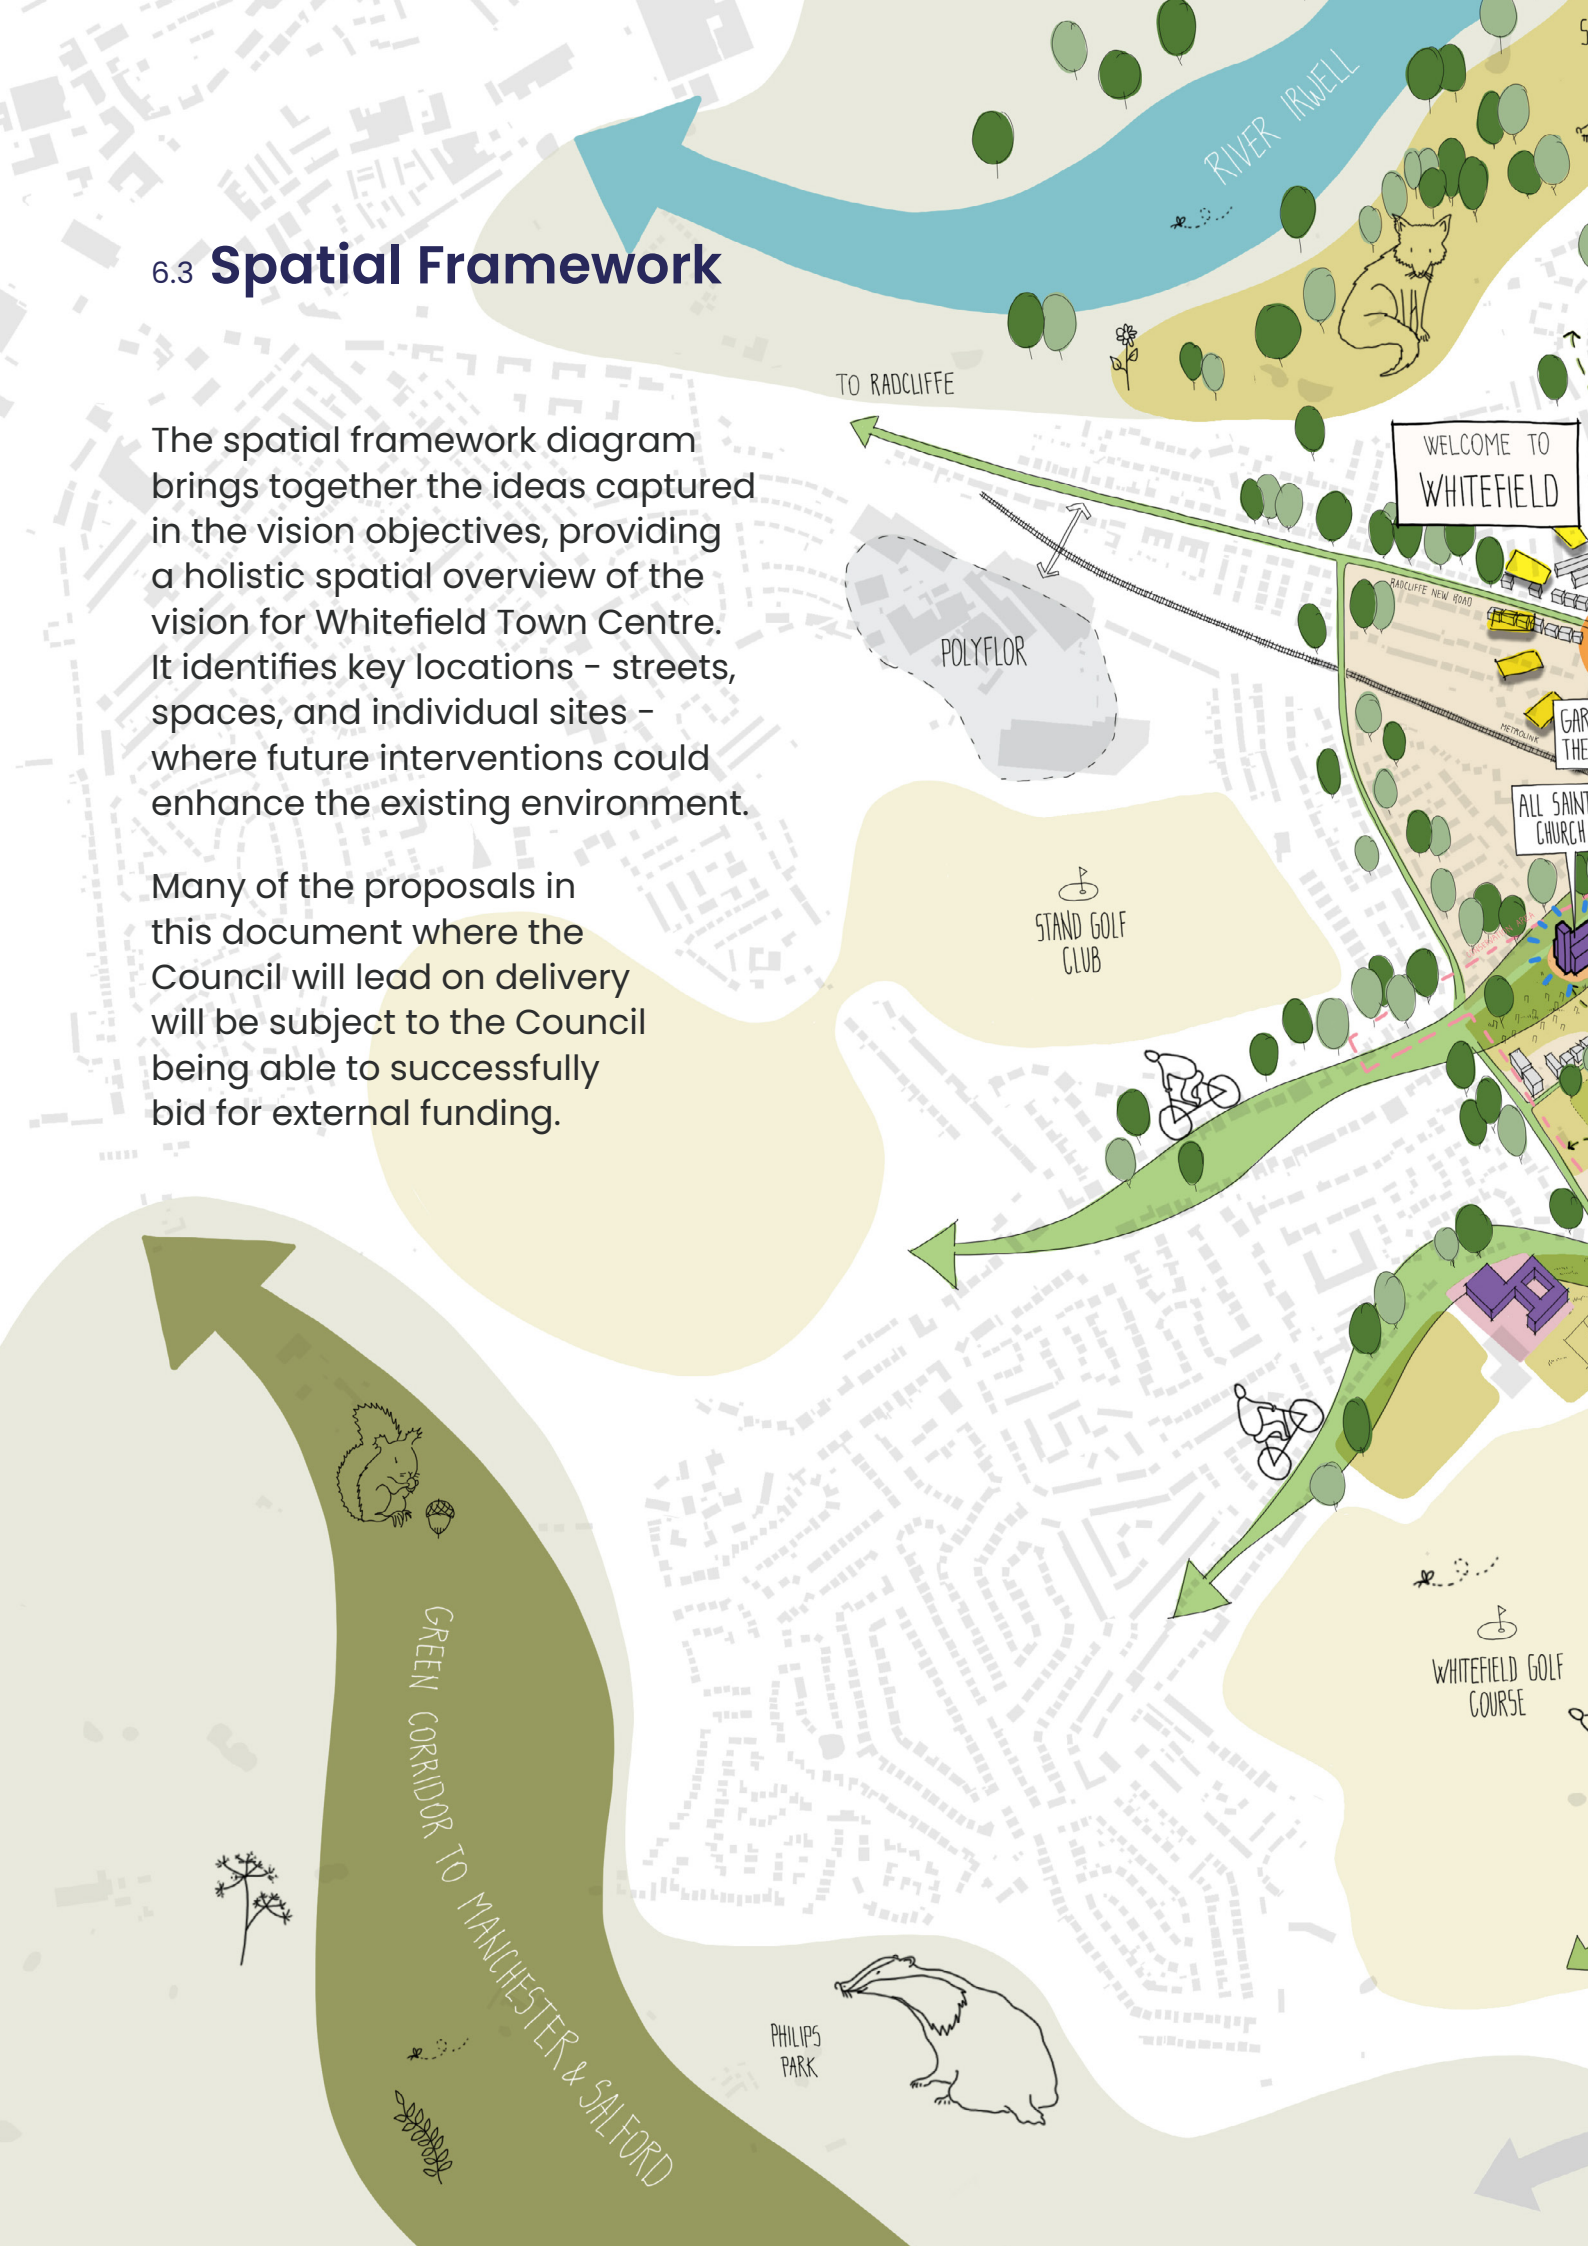 RIVER IRWELL
6.3 Spatial Framework
TO RADCLIFFE
The spatial framework diagram
brings together the ideas captured
in the vision objectives, providing
a holistic spatial overview of the
vision for Whitefield Town Centre.
It identifies key locations - streets,
spaces, and individual sites -
where future interventions could
enhance the existing environment.
Many of the proposals in
this document where the
Council will lead on delivery
will be subject to the Council
being able to successfully
bid for external funding.
WELCOME TO
WHITEFIELD
RADCLIFFE NEW ROAD
POLYFLOR
METROLINK
GAR
THE
ALL SAINT
CHURCH
STAND GOLF
CLUB
WHITEFIELD GOLF
COURSE
GREEN CORRIDOR TO MANCHESTER & SALFORD
PHILIPS
PARK